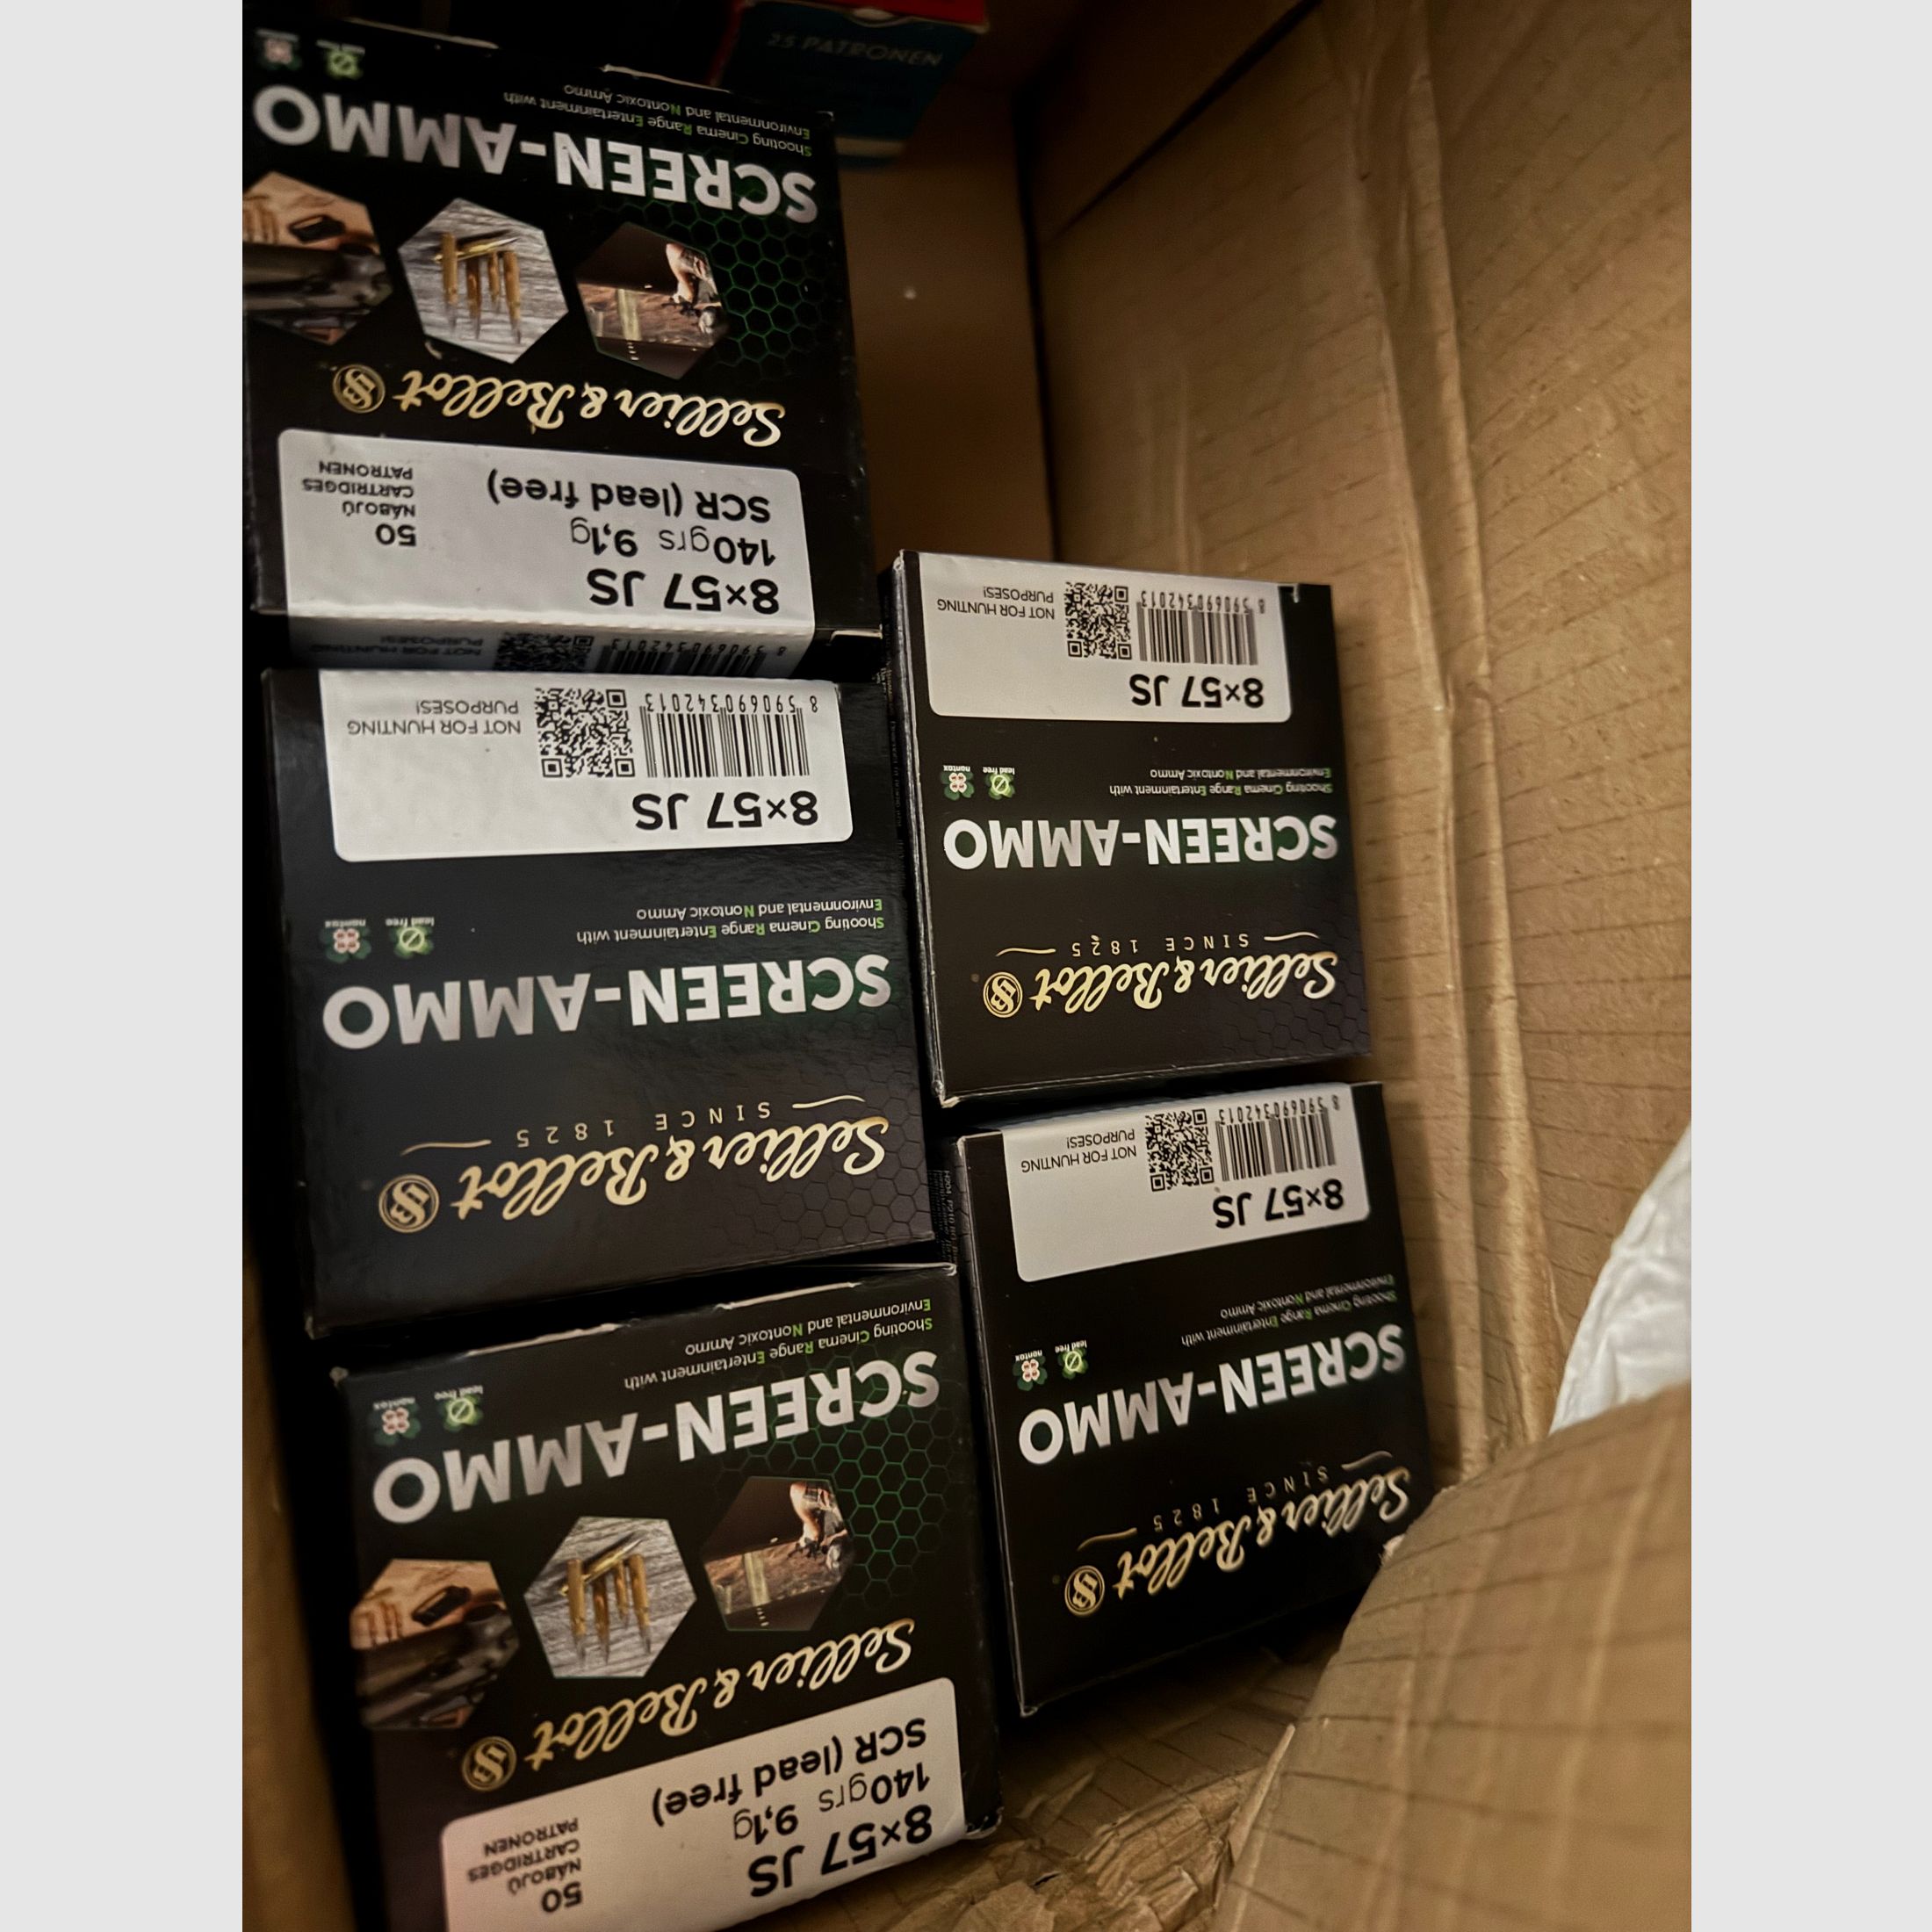 25 PATRONEN
50
NÁBOJŮ
CARTRIDGES
PATRONEN
8×57 JS
140grs 9,1g
SCR (lead free)
Sellier & Bellot
SCREEN-AMMO
Shooting Cinema Range Entertainment with
Environmental and Nontoxic Ammo
lead free
nontox
Sellier & Bellot
SINCE 1825
SCREEN-AMMO
Shooting Cinema Range Entertainment with
Environmental and Nontoxic Ammo
lead free
nontox
8×57 JS
8 590690 342013
NOT FOR HUNTING
PURPOSES!
Sellier & Bellot
SINCE 1825
SCREEN-AMMO
Shooting Cinema Range Entertainment with
Environmental and Nontoxic Ammo
lead free
nontox
8×57 JS
8 590690 342013
NOT FOR HUNTING
PURPOSES!
Sellier & Bellot
SINCE 1825
SCREEN-AMMO
Shooting Cinema Range Entertainment with
Environmental and Nontoxic Ammo
lead free
nontox
8×57 JS
8 590690 342013
NOT FOR HUNTING
PURPOSES!
8 590690 342013
NOT FOR HUNTING
PURPOSES!
8×57 JS
140grs 9,1g
SCR (lead free)
50
NÁBOJŮ
CARTRIDGES
PATRONEN
Sellier & Bellot
SCREEN-AMMO
Shooting Cinema Range Entertainment with
Environmental and Nontoxic Ammo